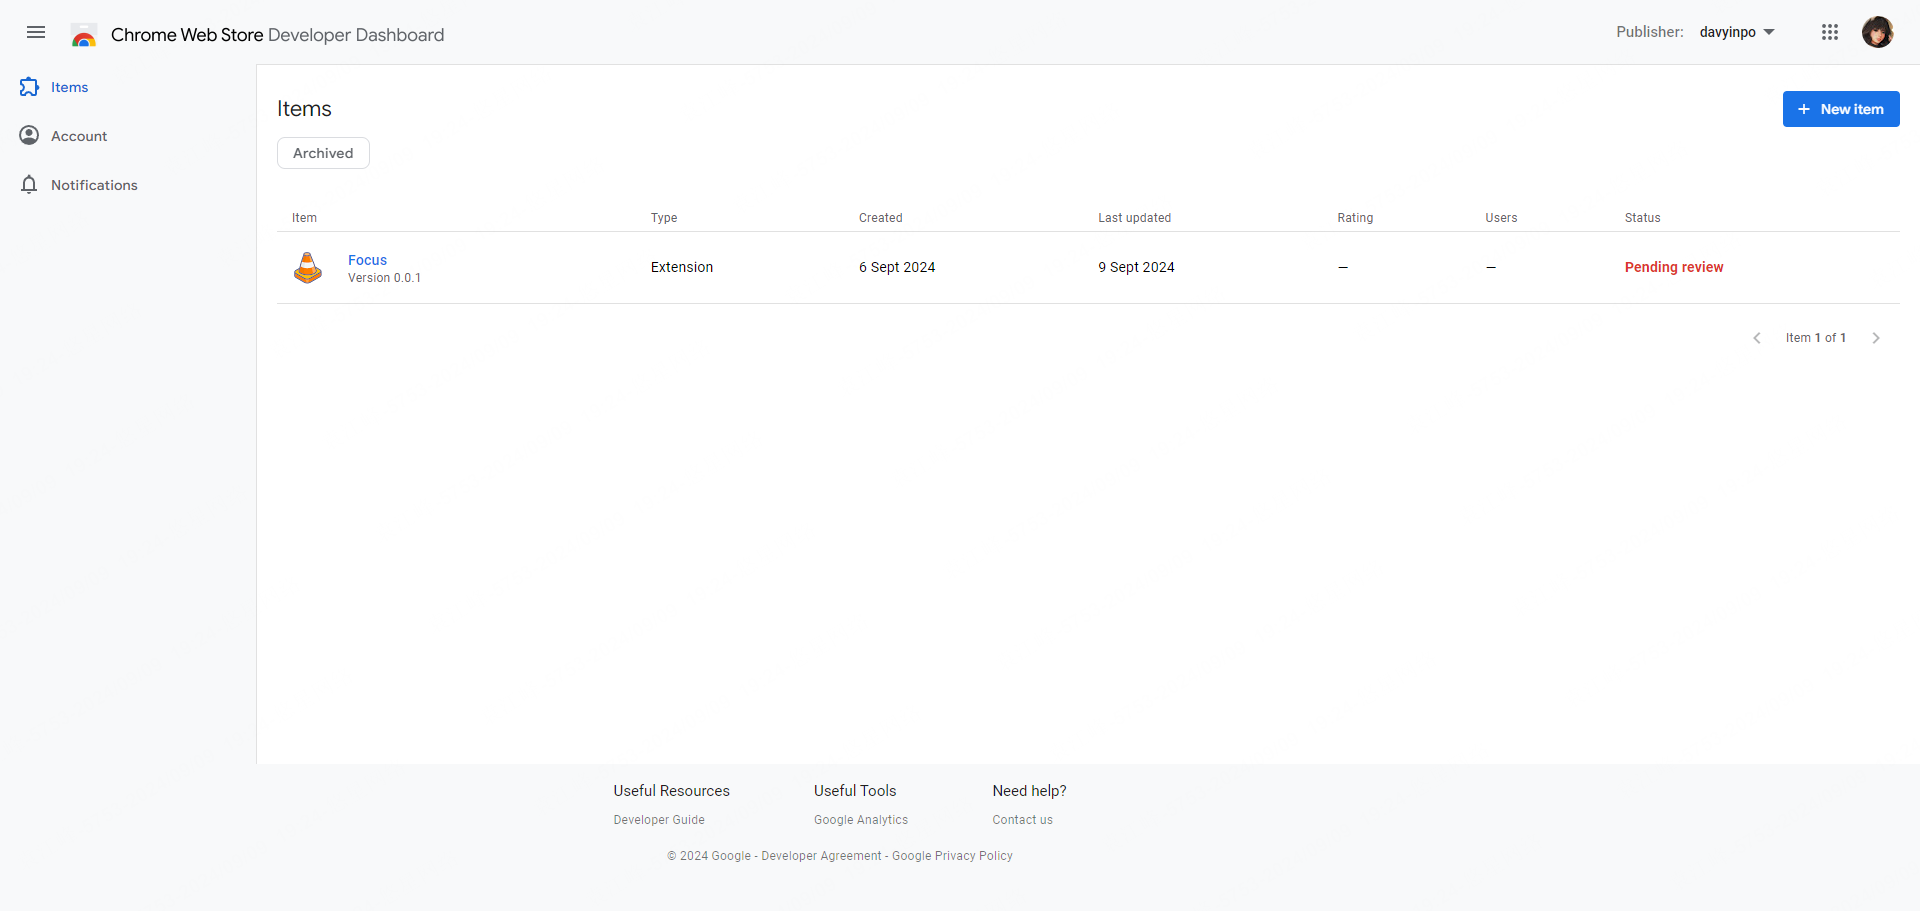 Chrome Web Store Developer Dashboard
Publisher: davyinpo
Items
Account
Notifications
Items
New item
Archived
Item Type Created Last updated Rating Users Status
Focus
Version 0.0.1
Extension 6 Sept 2024 9 Sept 2024 — — Pending review
Item 1 of 1
Useful Resources Useful Tools Need help?
Developer Guide Google Analytics Contact us
© 2024 Google - Developer Agreement - Google Privacy Policy